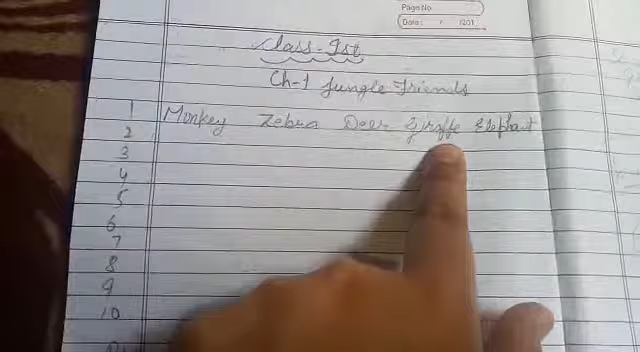 Page No
Date: / /201
Class-Ist
Ch-1 Jungle Friends
1 Monkey Zebra Deer Giraffe Elephant
2
3
4
5
6
7
8
9
10